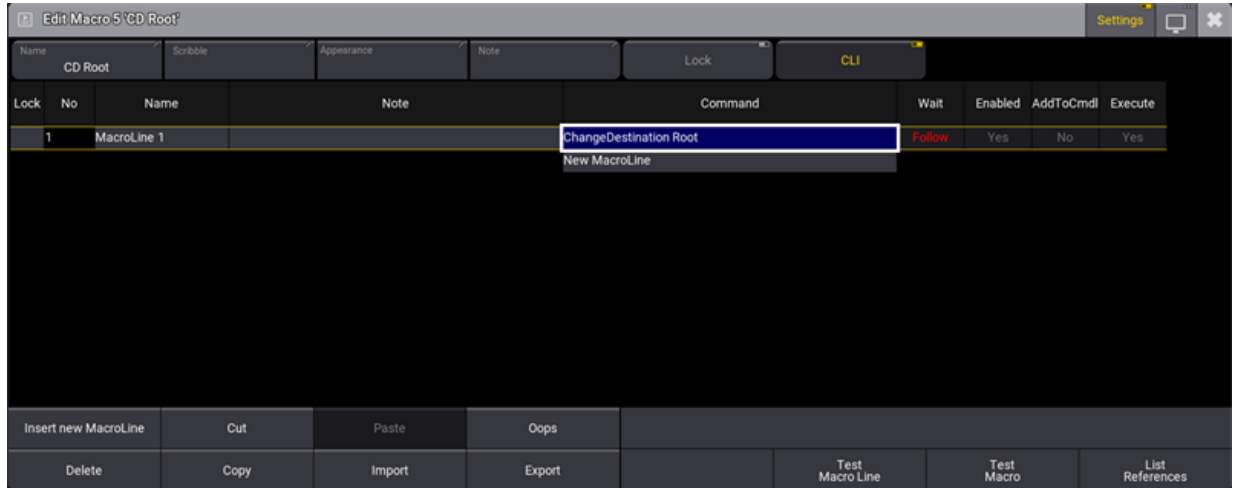 Edit Macro 5 'CD Root'
Settings
Name
CD Root
Scribble
Appearance
Note
Lock
CLI
Lock No Name Note Command Wait Enabled AddToCmdl Execute
1 MacroLine 1 ChangeDestination Root Follow Yes No Yes
New MacroLine
Insert new MacroLine Cut Paste Oops
Delete Copy Import Export Test Macro Line Test Macro List References